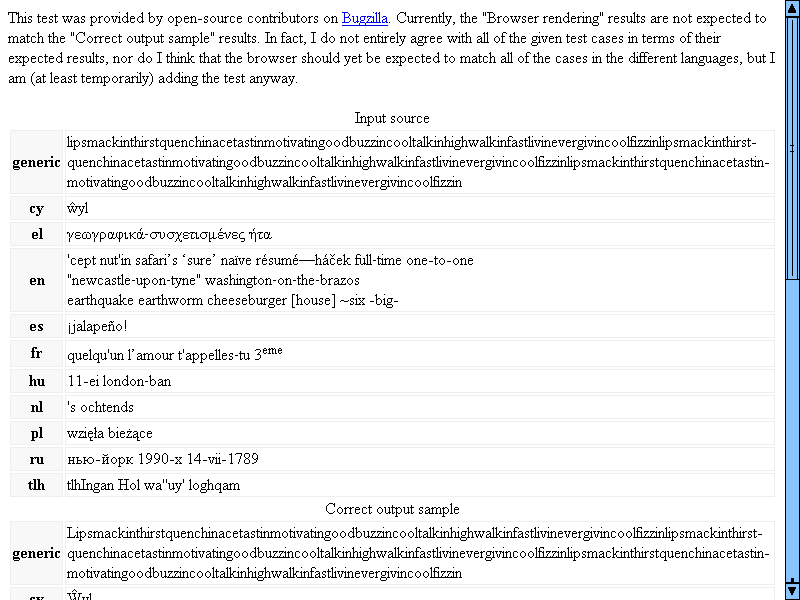 This test was provided by open-source contributors on Bugzilla. Currently, the "Browser rendering" results are not expected to
match the "Correct output sample" results. In fact, I do not entirely agree with all of the given test cases in terms of their
expected results, nor do I think that the browser should yet be expected to match all of the cases in the different languages, but I
am (at least temporarily) adding the test anyway.
Input source
generic lipsmackinthirstquenchinacetastinmotivatingoodbuzzincooltalkinhighwalkinfastlivinevergivincoolfizzinlipsmackinthirst-
quenchinacetastinmotivatingoodbuzzincooltalkinhighwalkinfastlivinevergivincoolfizzinlipsmackinthirstquenchinacetastin-
motivatingoodbuzzincooltalkinhighwalkinfastlivinevergivincoolfizzin
cy ŵyl
el γεωγραφικά-συσχετισμένες ήτα
en 'cept nut'in safari’s ‘sure’ naïve résumé—háček full-time one-to-one
"newcastle-upon-tyne" washington-on-the-brazos
earthquake earthworm cheeseburger [house] ~six -big-
es ¡jalapeño!
fr quelqu'un l’amour t'appelles-tu 3eme
hu 11-ei london-ban
nl 's ochtends
pl wzięła bieżące
ru нью-йорк 1990-х 14-vii-1789
tlh tlhIngan Hol wa''uy' loghqam
Correct output sample
generic Lipsmackinthirstquenchinacetastinmotivatingoodbuzzincooltalkinhighwalkinfastlivinevergivincoolfizzinlipsmackinthirst-
quenchinacetastinmotivatingoodbuzzincooltalkinhighwalkinfastlivinevergivincoolfizzinlipsmackinthirstquenchinacetastin-
motivatingoodbuzzincooltalkinhighwalkinfastlivinevergivincoolfizzin
cy Ŵyl